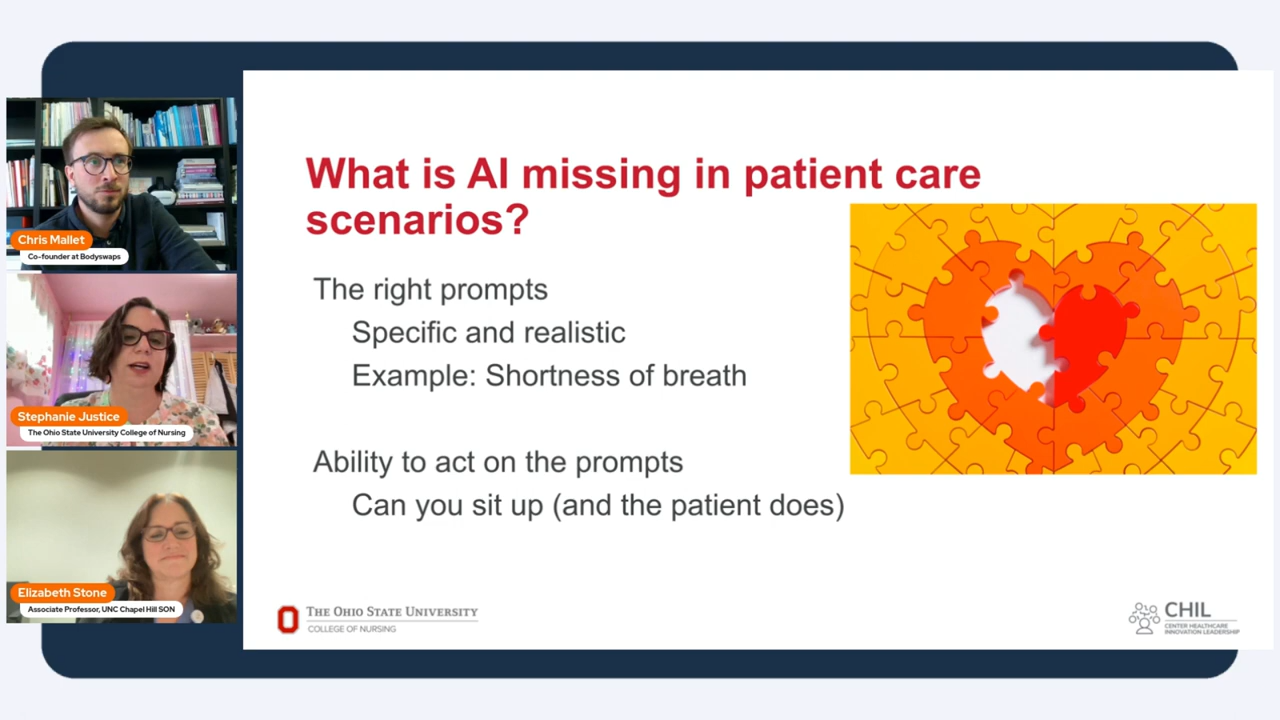 Chris Mallet
Co-founder at Bodyswaps
Stephanie Justice
The Ohio State University College of Nursing
Elizabeth Stone
Associate Professor, UNC Chapel Hill SON
What is AI missing in patient care
scenarios?
The right prompts
Specific and realistic
Example: Shortness of breath
Ability to act on the prompts
Can you sit up (and the patient does)
THE OHIO STATE UNIVERSITY
COLLEGE OF NURSING
CHIL
CENTER HEALTHCARE
INNOVATION LEADERSHIP